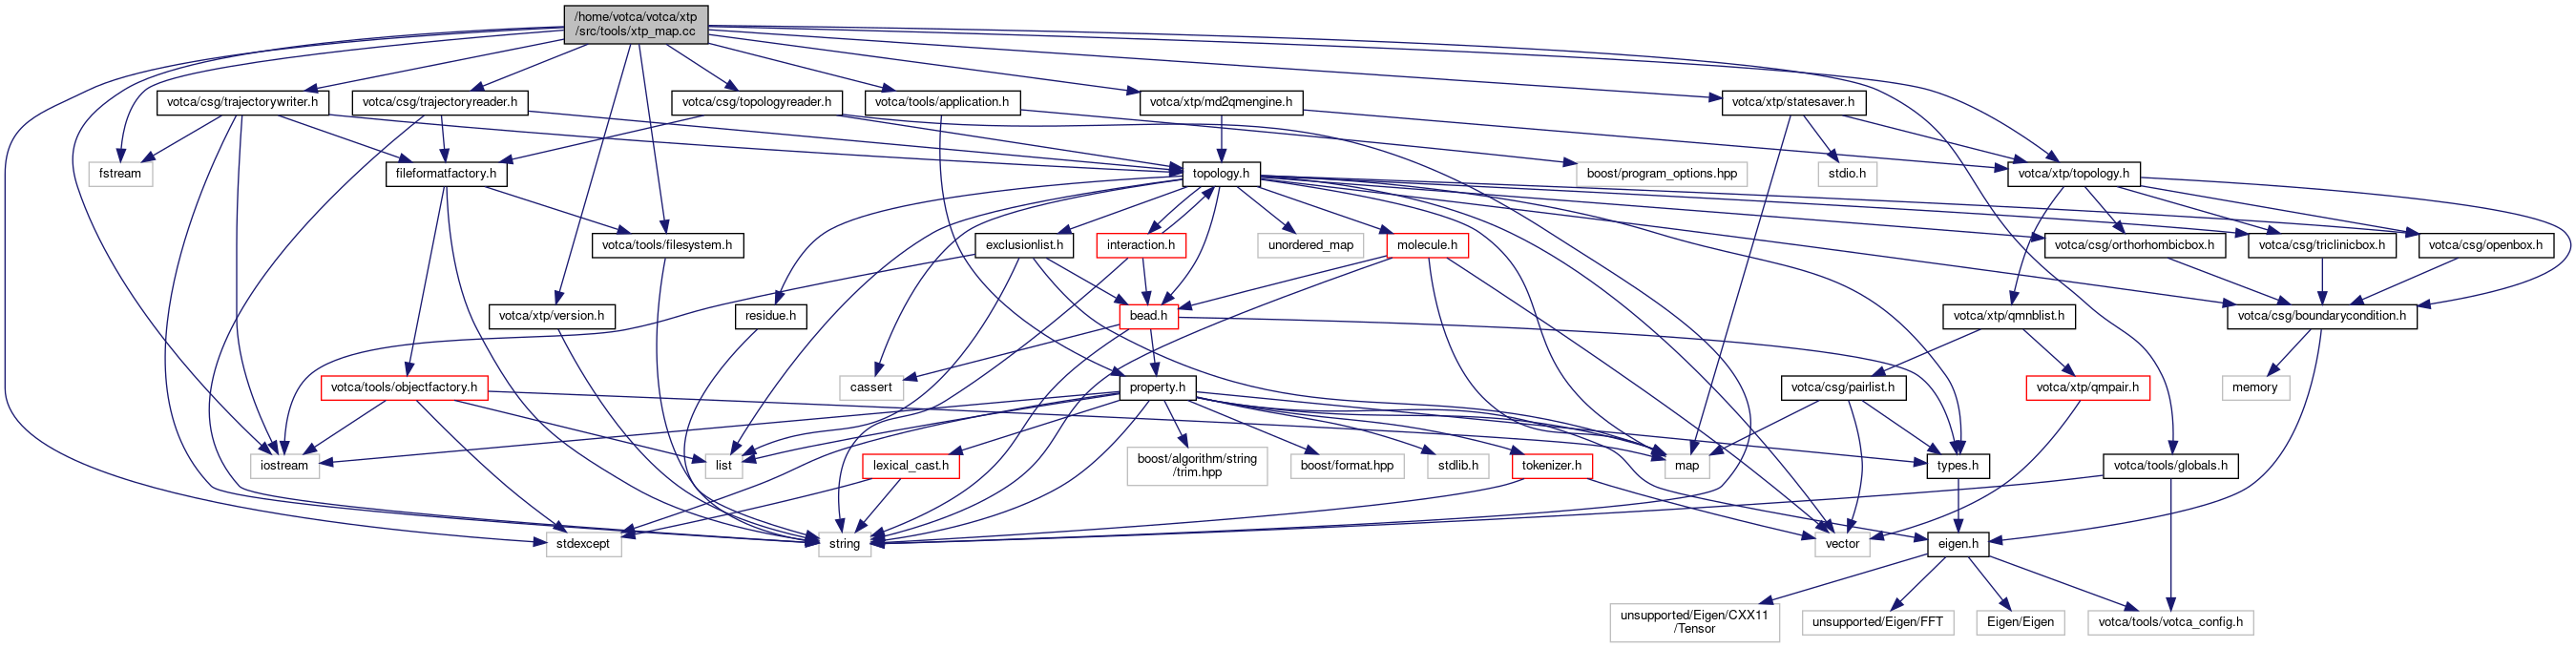 /home/votca/votca/xtp
/src/tools/xtp_map.cc
votca/csg/trajectorywriter.h
votca/csg/trajectoryreader.h
votca/csg/topologyreader.h
votca/tools/application.h
votca/xtp/md2qmengine.h
votca/xtp/statesaver.h
fstream
fileformatfactory.h
topology.h
boost/program_options.hpp
stdio.h
votca/xtp/topology.h
votca/tools/filesystem.h
exclusionlist.h
interaction.h
unordered_map
molecule.h
votca/csg/orthorhombicbox.h
votca/csg/triclinicbox.h
votca/csg/openbox.h
votca/xtp/version.h
residue.h
bead.h
votca/xtp/qmnblist.h
votca/csg/boundarycondition.h
votca/tools/objectfactory.h
cassert
property.h
votca/csg/pairlist.h
votca/xtp/qmpair.h
memory
iostream
list
lexical_cast.h
boost/algorithm/string
/trim.hpp
boost/format.hpp
stdlib.h
tokenizer.h
map
types.h
votca/tools/globals.h
stdexcept
string
vector
eigen.h
unsupported/Eigen/CXX11
/Tensor
unsupported/Eigen/FFT
Eigen/Eigen
votca/tools/votca_config.h